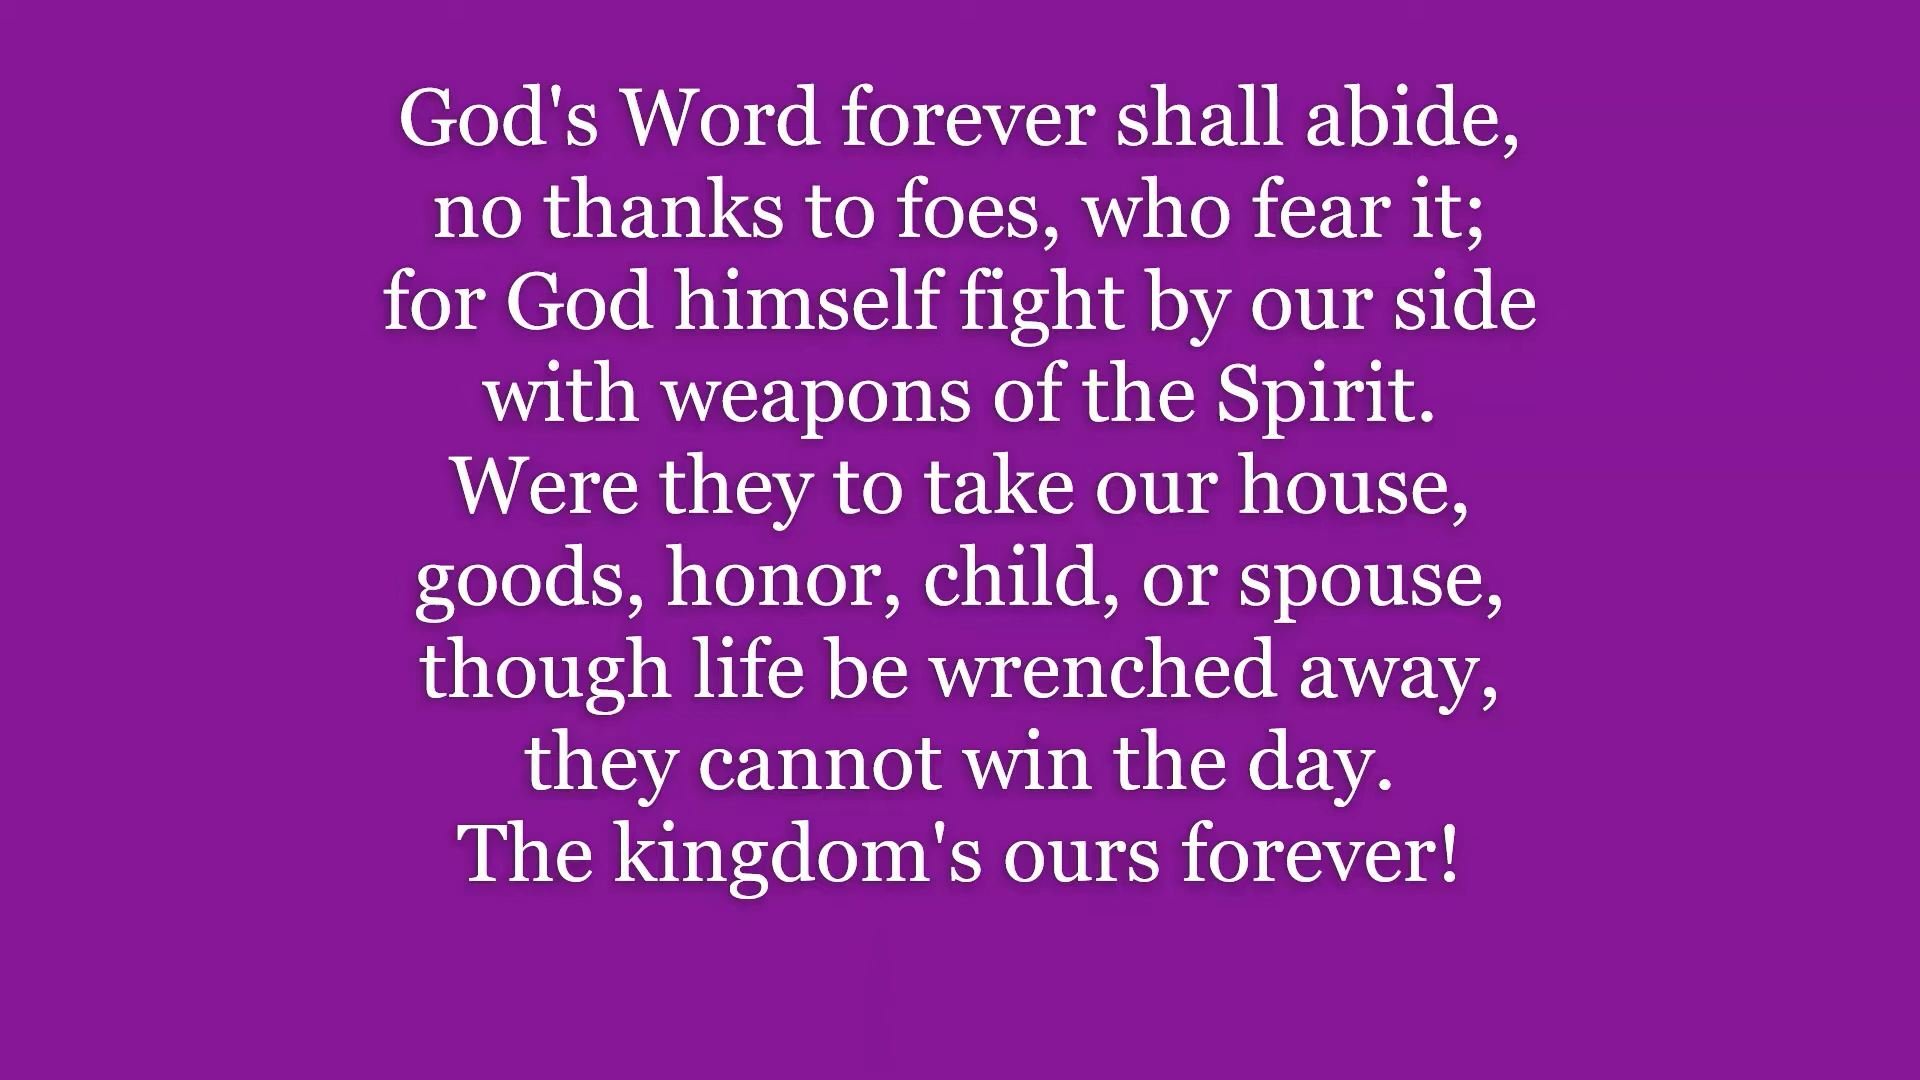 God's Word forever shall abide,
no thanks to foes, who fear it;
for God himself fight by our side
with weapons of the Spirit.
Were they to take our house,
goods, honor, child, or spouse,
though life be wrenched away,
they cannot win the day.
The kingdom's ours forever!